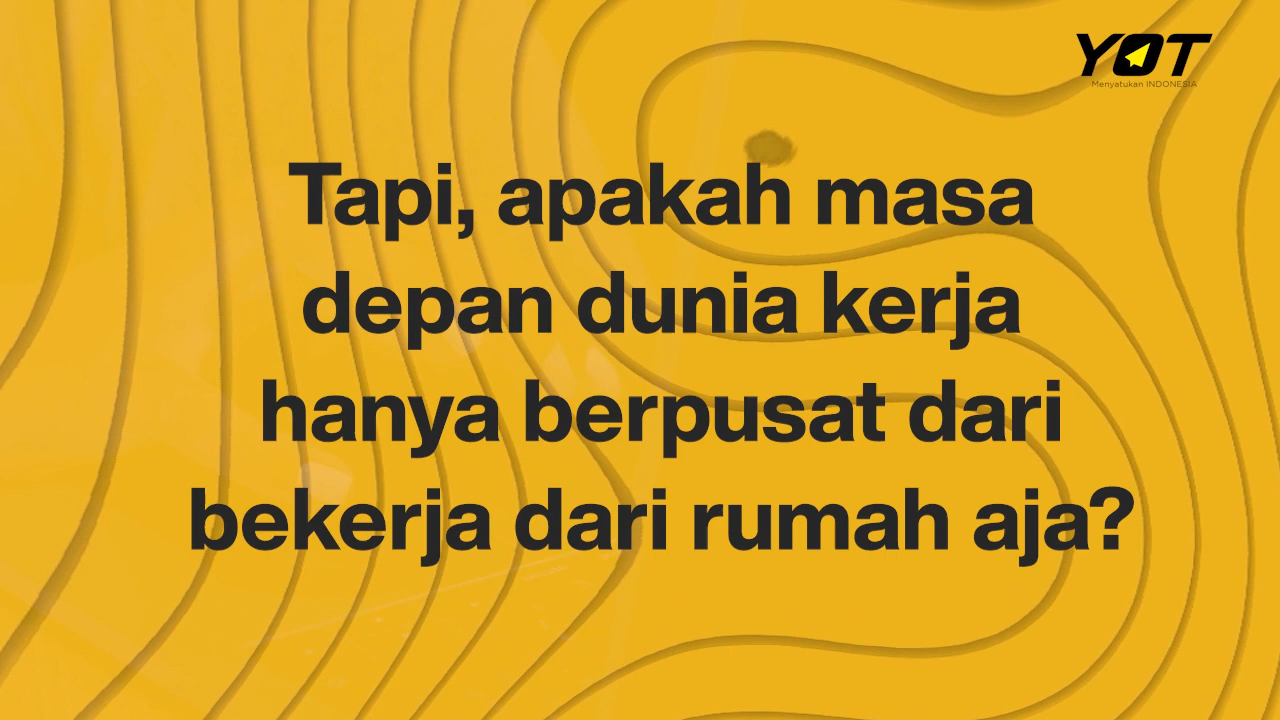 YOT
Menyatukan INDONESIA
Tapi, apakah masa
depan dunia kerja
hanya berpusat dari
bekerja dari rumah aja?